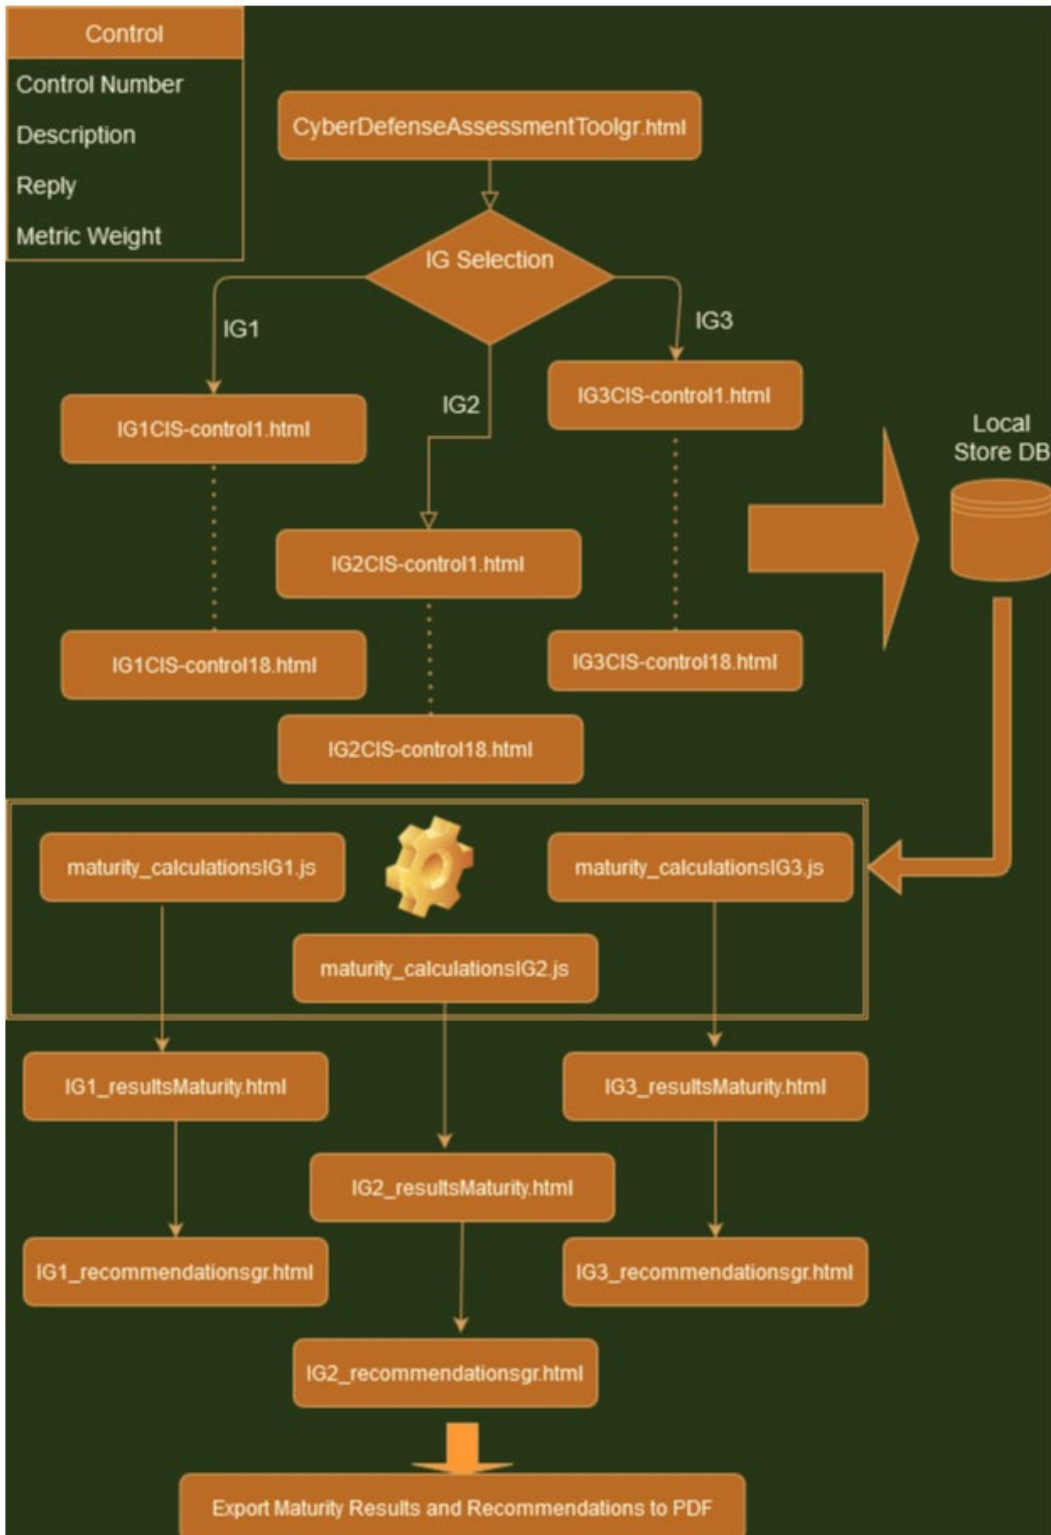 Control
Control Number
Description
Reply
Metric Weight
CyberDefenseAssessmentToolgr.html
IG Selection
IG1
IG2
IG3
IG1CIS-control1.html
IG3CIS-control1.html
Local
Store DB
IG2CIS-control1.html
IG1CIS-control18.html
IG3CIS-control18.html
IG2CIS-control18.html
maturity_calculationsIG1.js
maturity_calculationsIG3.js
maturity_calculationsIG2.js
IG1_resultsMaturity.html
IG3_resultsMaturity.html
IG2_resultsMaturity.html
IG1_recommendationsgr.html
IG3_recommendationsgr.html
IG2_recommendationsgr.html
Export Maturity Results and Recommendations to PDF